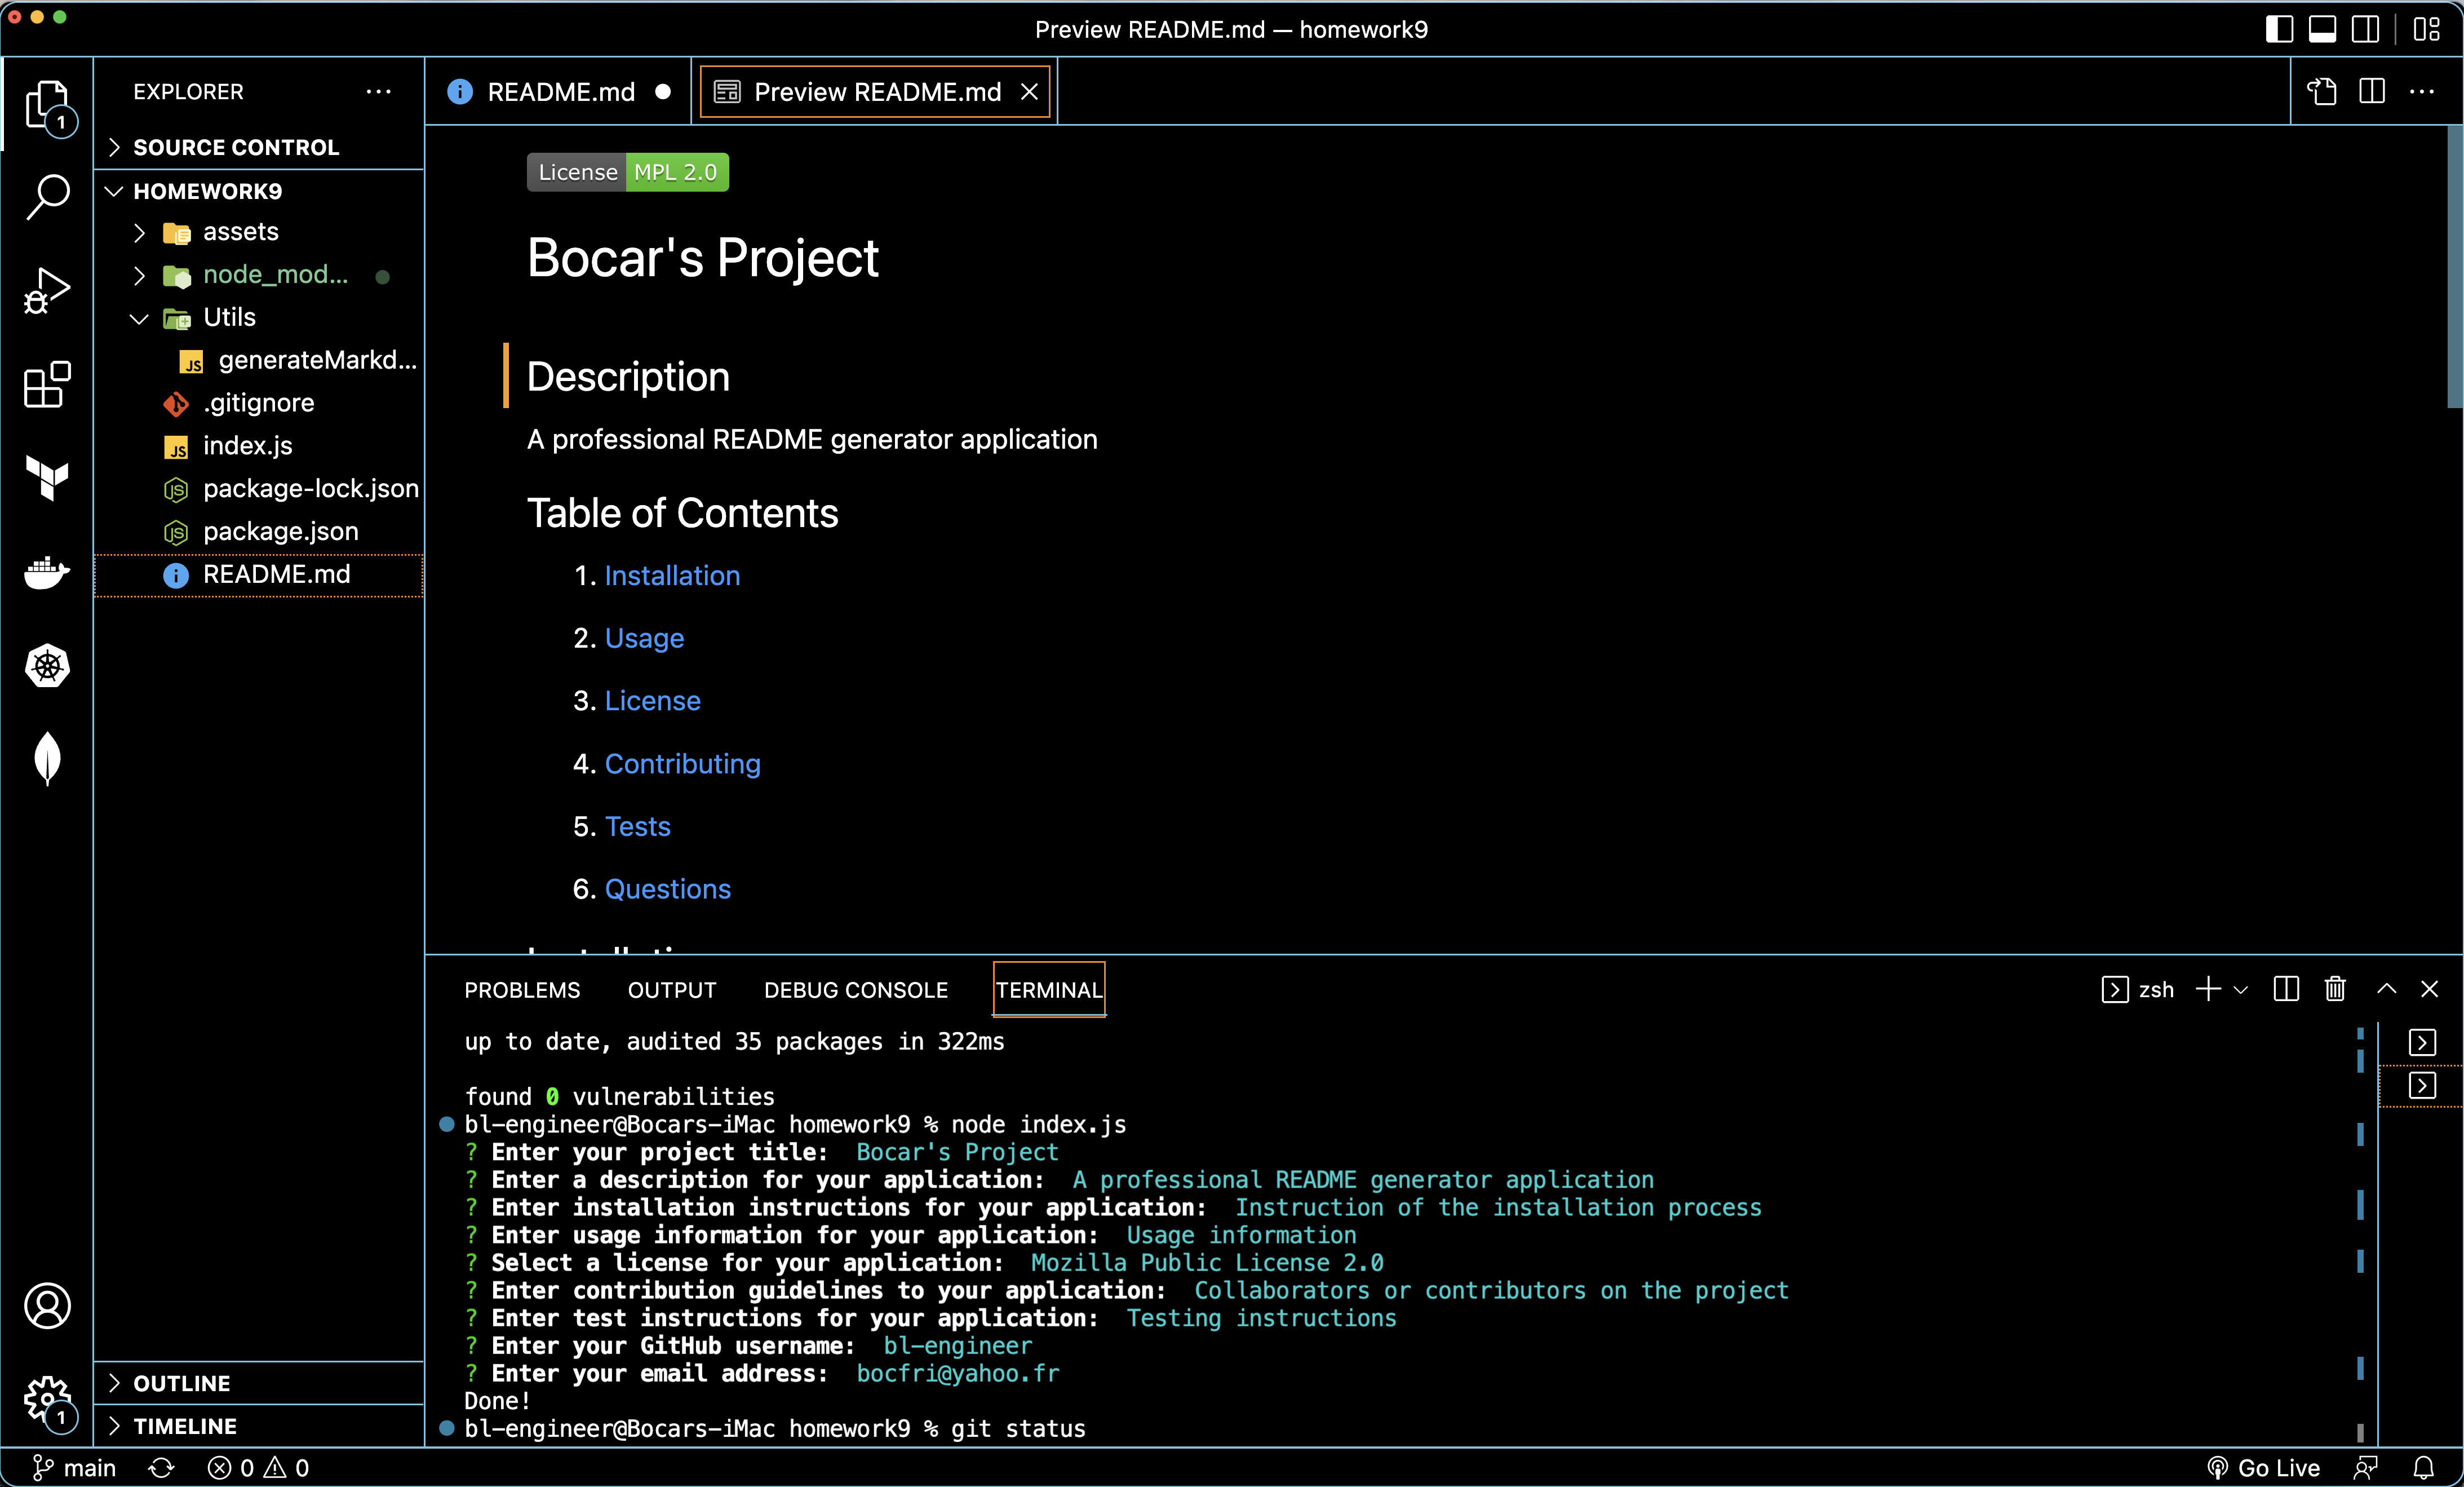 Preview README.md — homework9
EXPLORER
README.md
Preview README.md
1
SOURCE CONTROL
HOMEWORK9
assets
node_mod...
Utils
generateMarkd...
.gitignore
index.js
package-lock.json
package.json
README.md
OUTLINE
TIMELINE
1
License MPL 2.0
Bocar's Project
Description
A professional README generator application
Table of Contents
1. Installation
2. Usage
3. License
4. Contributing
5. Tests
6. Questions
PROBLEMS OUTPUT DEBUG CONSOLE TERMINAL
zsh
up to date, audited 35 packages in 322ms
found 0 vulnerabilities
bl-engineer@Bocars-iMac homework9 % node index.js
? Enter your project title: Bocar's Project
? Enter a description for your application: A professional README generator application
? Enter installation instructions for your application: Instruction of the installation process
? Enter usage information for your application: Usage information
? Select a license for your application: Mozilla Public License 2.0
? Enter contribution guidelines to your application: Collaborators or contributors on the project
? Enter test instructions for your application: Testing instructions
? Enter your GitHub username: bl-engineer
? Enter your email address: bocfri@yahoo.fr
Done!
bl-engineer@Bocars-iMac homework9 % git status
main 0 0
Go Live